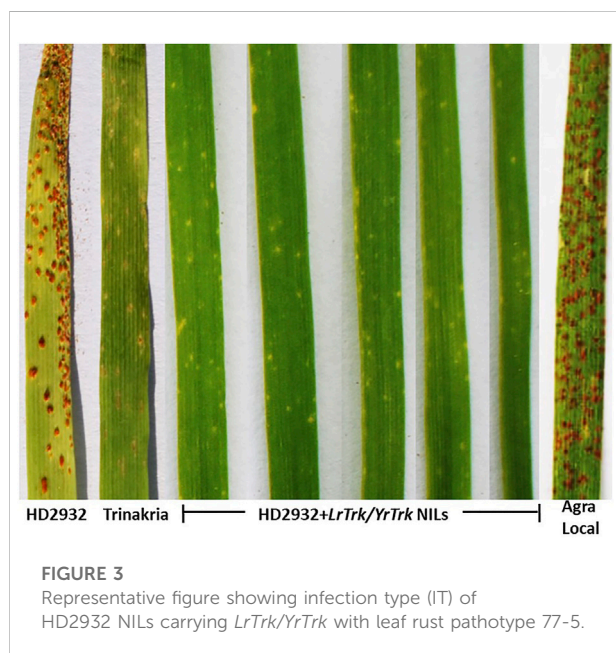 HD2932 Trinakria HD2932+LrTrk/YrTrk NILs Agra
Local
FIGURE 3
Representative figure showing infection type (IT) of
HD2932 NILs carrying LrTrk/YrTrk with leaf rust pathotype 77-5.